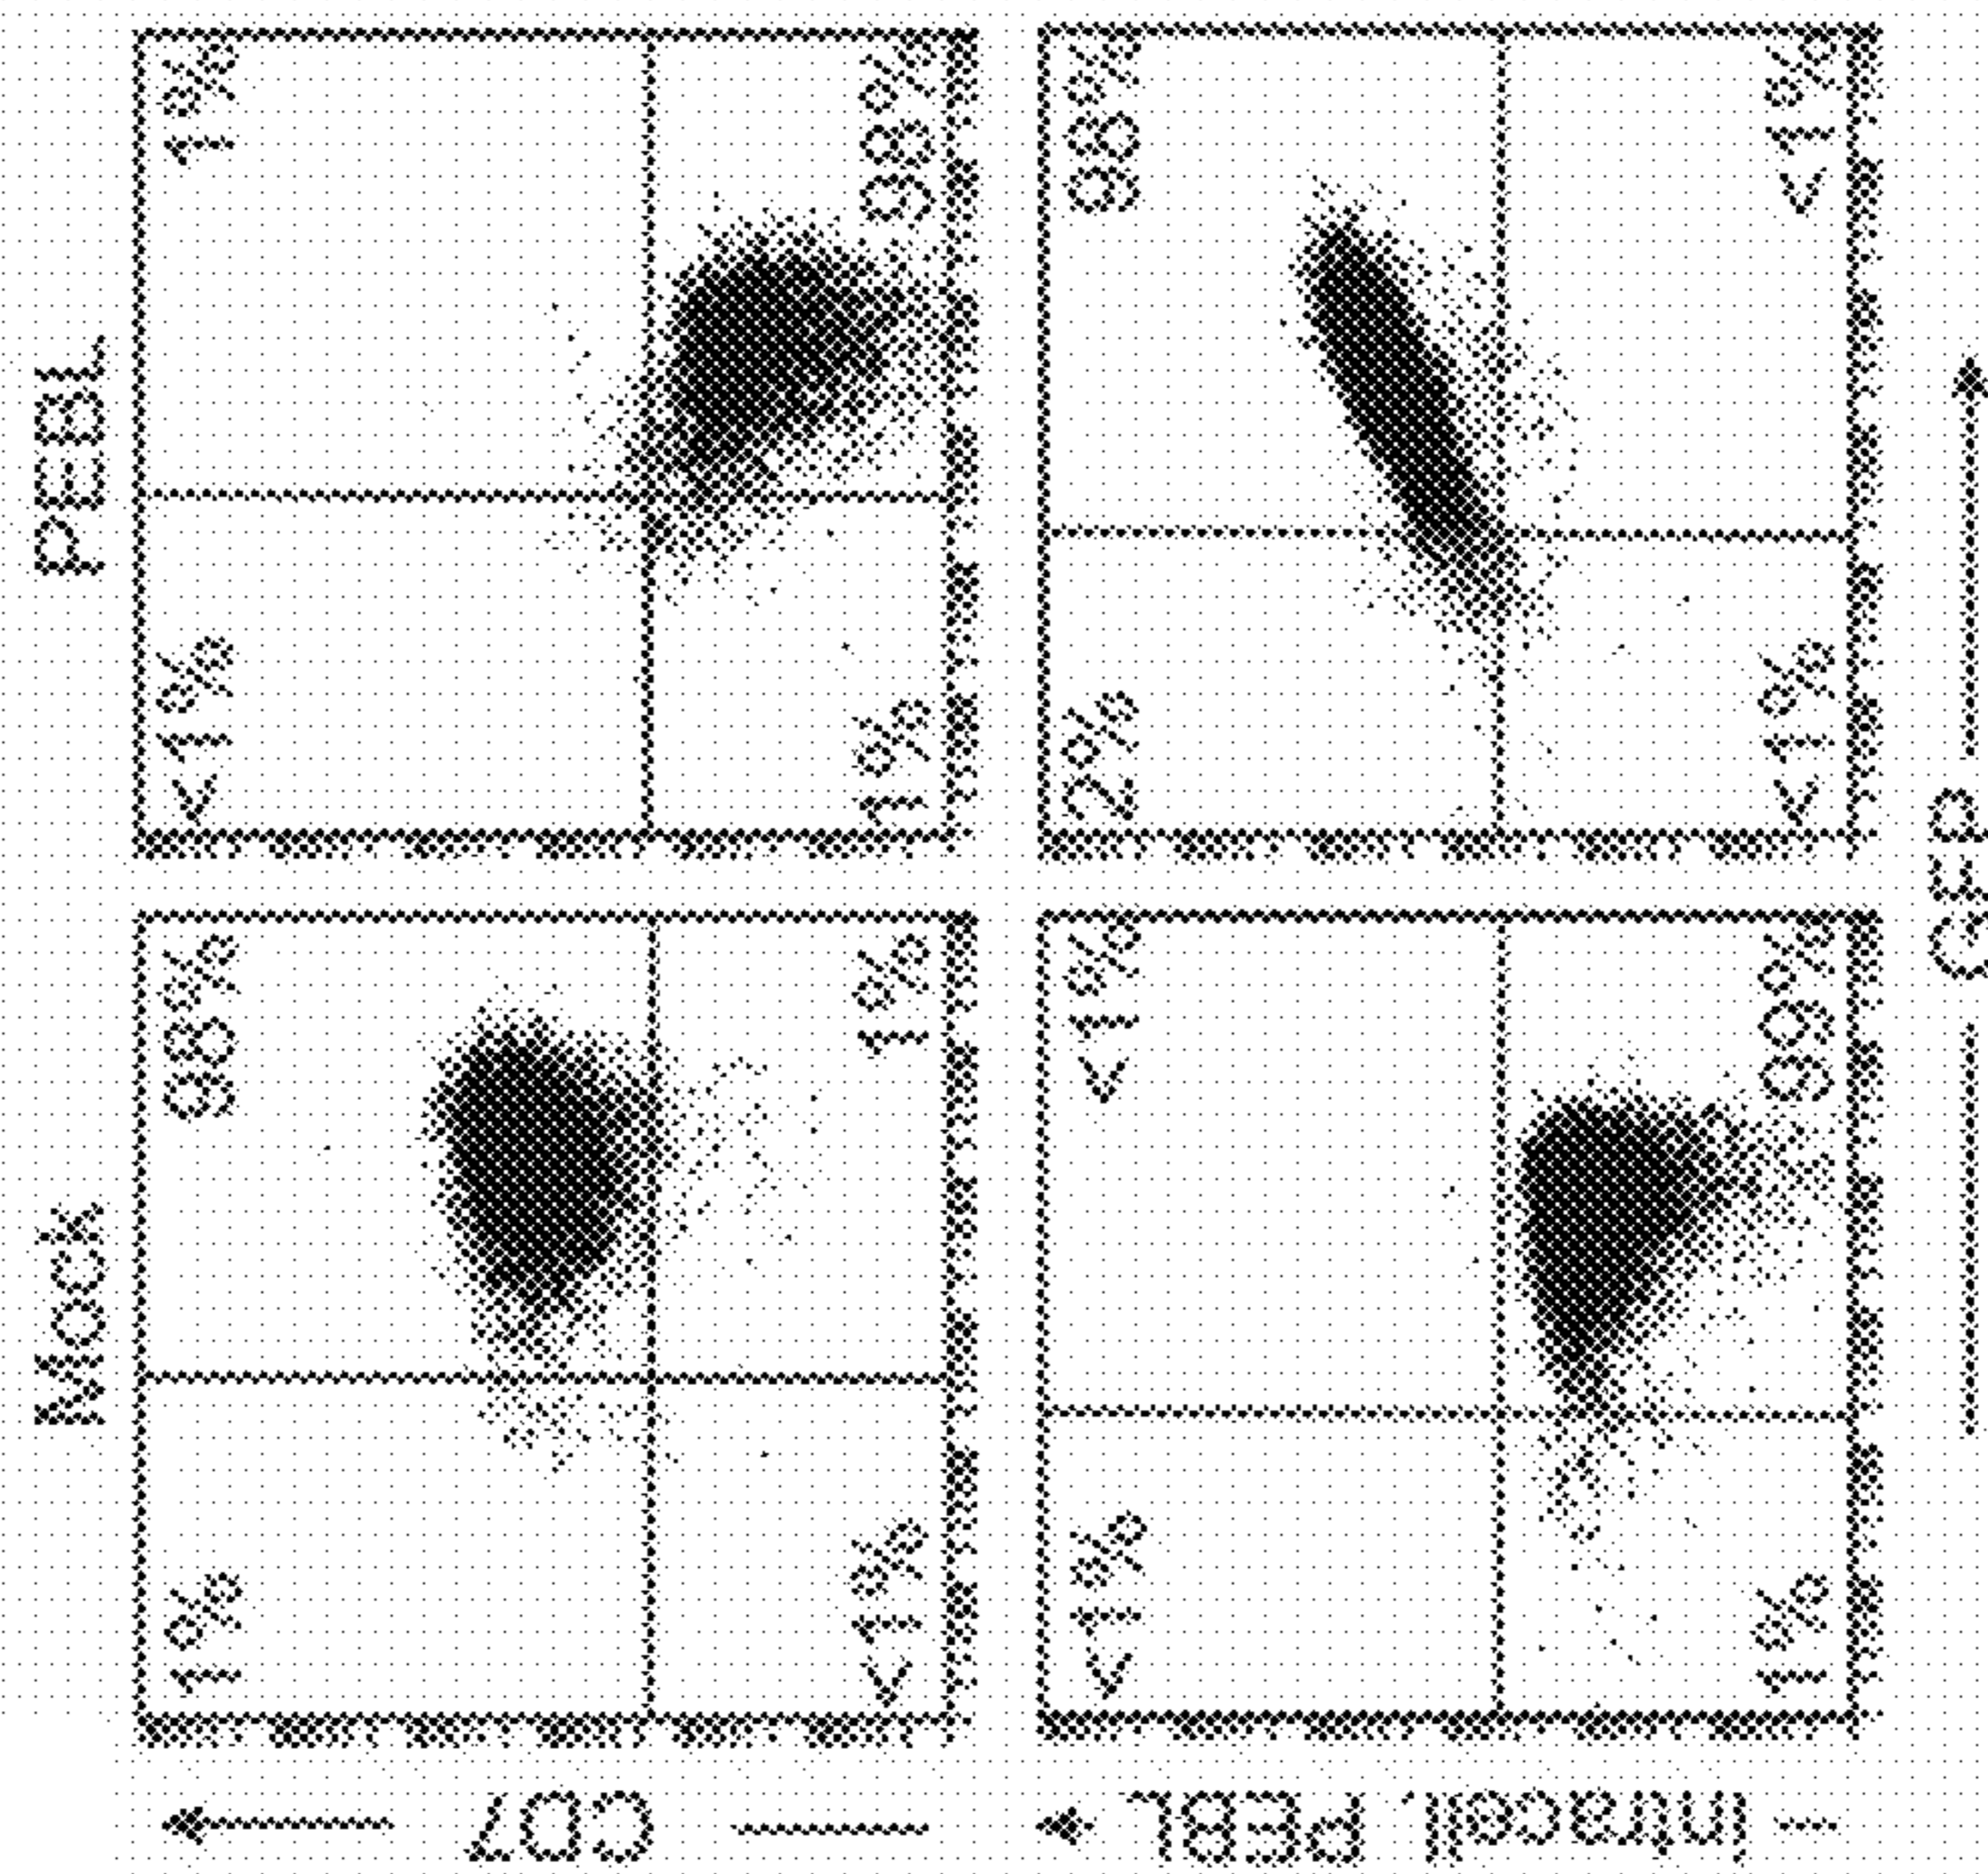 Mock
PEBL
CD7
1% 98%
<1% 1%
<1% 1%
1% 98%
Intracell. PEBL
<1% <1%
1% 99%
2% 98%
<1% <1%
GFP